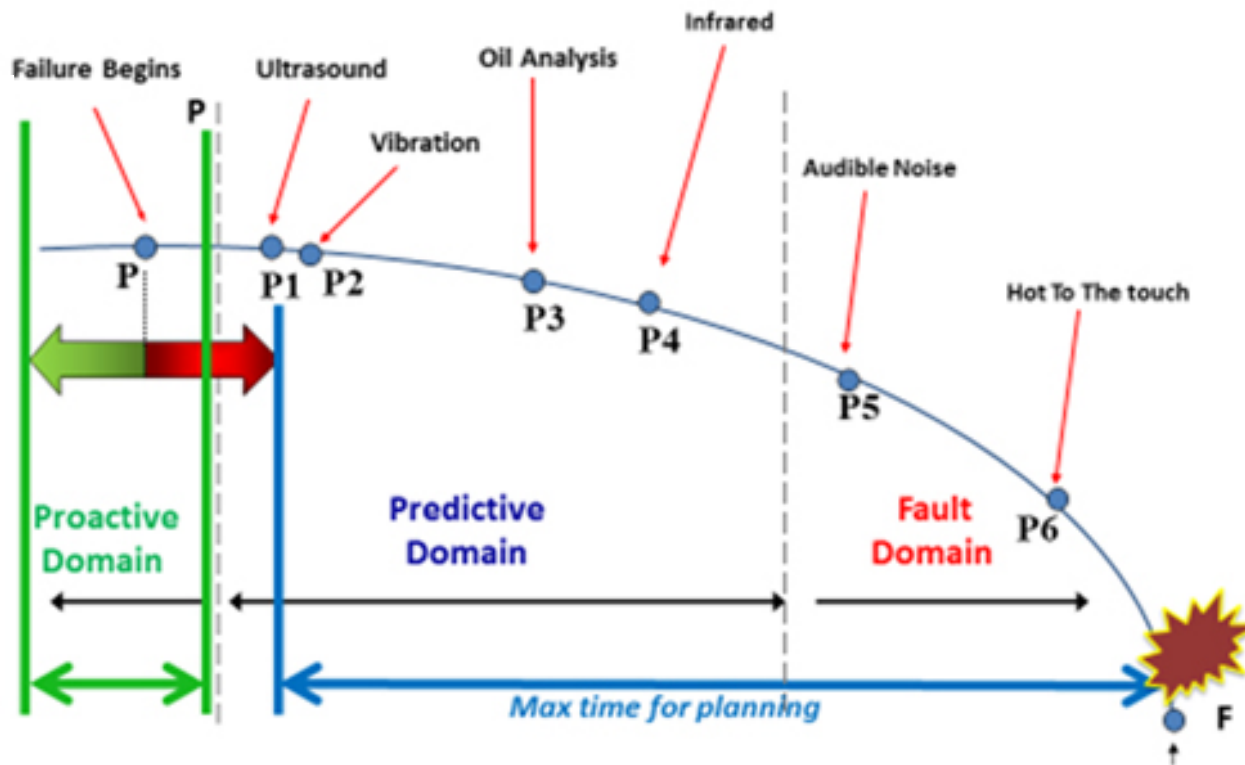 Infrared
Oil Analysis
Failure Begins
Ultrasound
P
Vibration
Audible Noise
P
P1
P2
P3
P4
Hot To The touch
P5
Proactive
Domain
Predictive
Domain
Fault
Domain
P6
Max time for planning
F